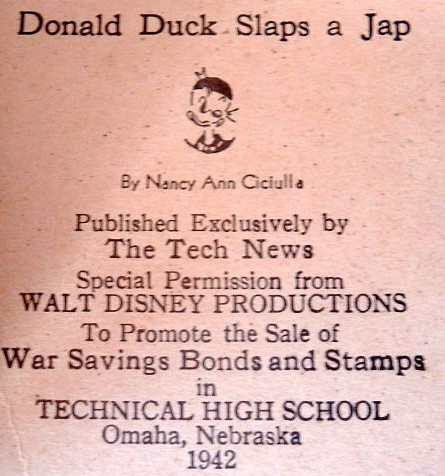 Donald Duck Slaps a Jap
By Nancy Ann Ciciulla
Published Exclusively by
The Tech News
Special Permission from
WALT DISNEY PRODUCTIONS
To Promote the Sale of
War Savings Bonds and Stamps
in
TECHNICAL HIGH SCHOOL
Omaha, Nebraska
1942